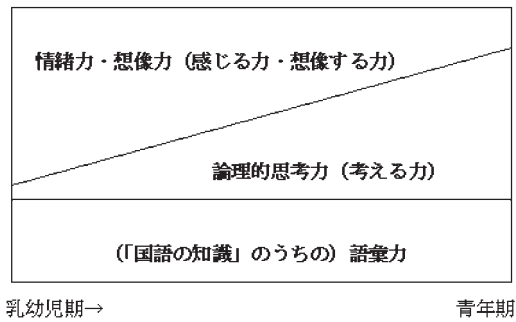 情緒力・想像力（感じる力・想像する力）
論理的思考力（考える力）
（「国語の知識」のうちの）語彙力
乳幼児期→ 青年期